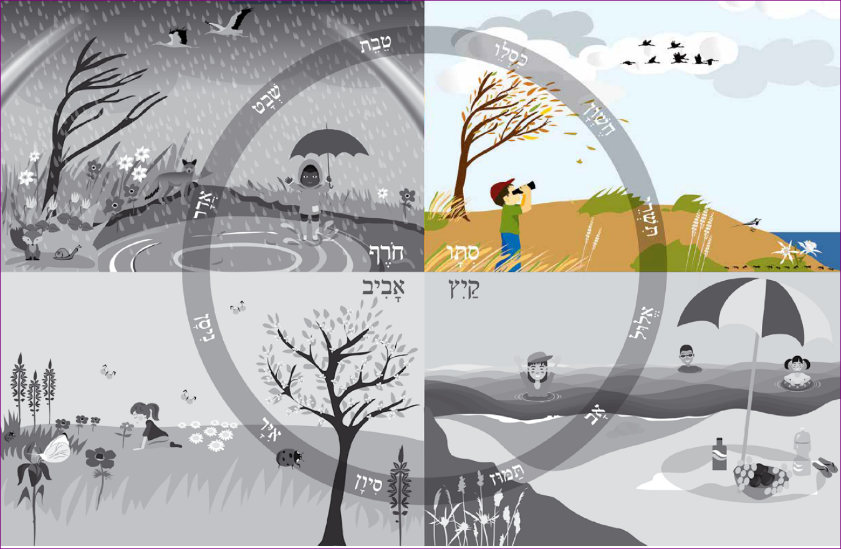 טֵבֵת
כִּסְלֵו
שְׁבָט
חֶשְׁוָן
אֲדָר
תִּשְׁרֵי
חֹרֶף
סְתָו
אָבִיב
קַיִץ
נִיסָן
אֱלוּל
אִיָּר
אָב
סִיוָן
תַּמּוּז